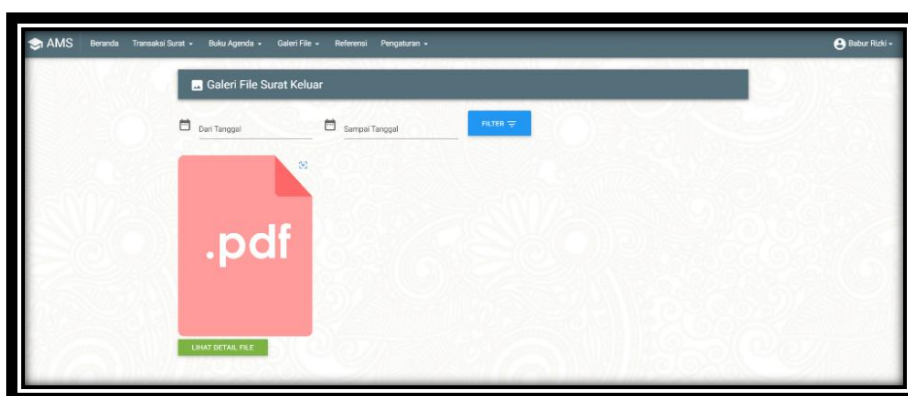 AMS Beranda Transaksi Surat Buku Agenda Galeri File Referensi Pengaturan Babur Rizki
Galeri File Surat Keluar
Dari Tanggal Sampai Tanggal FILTER
.pdf
LIHAT DETAIL FILE